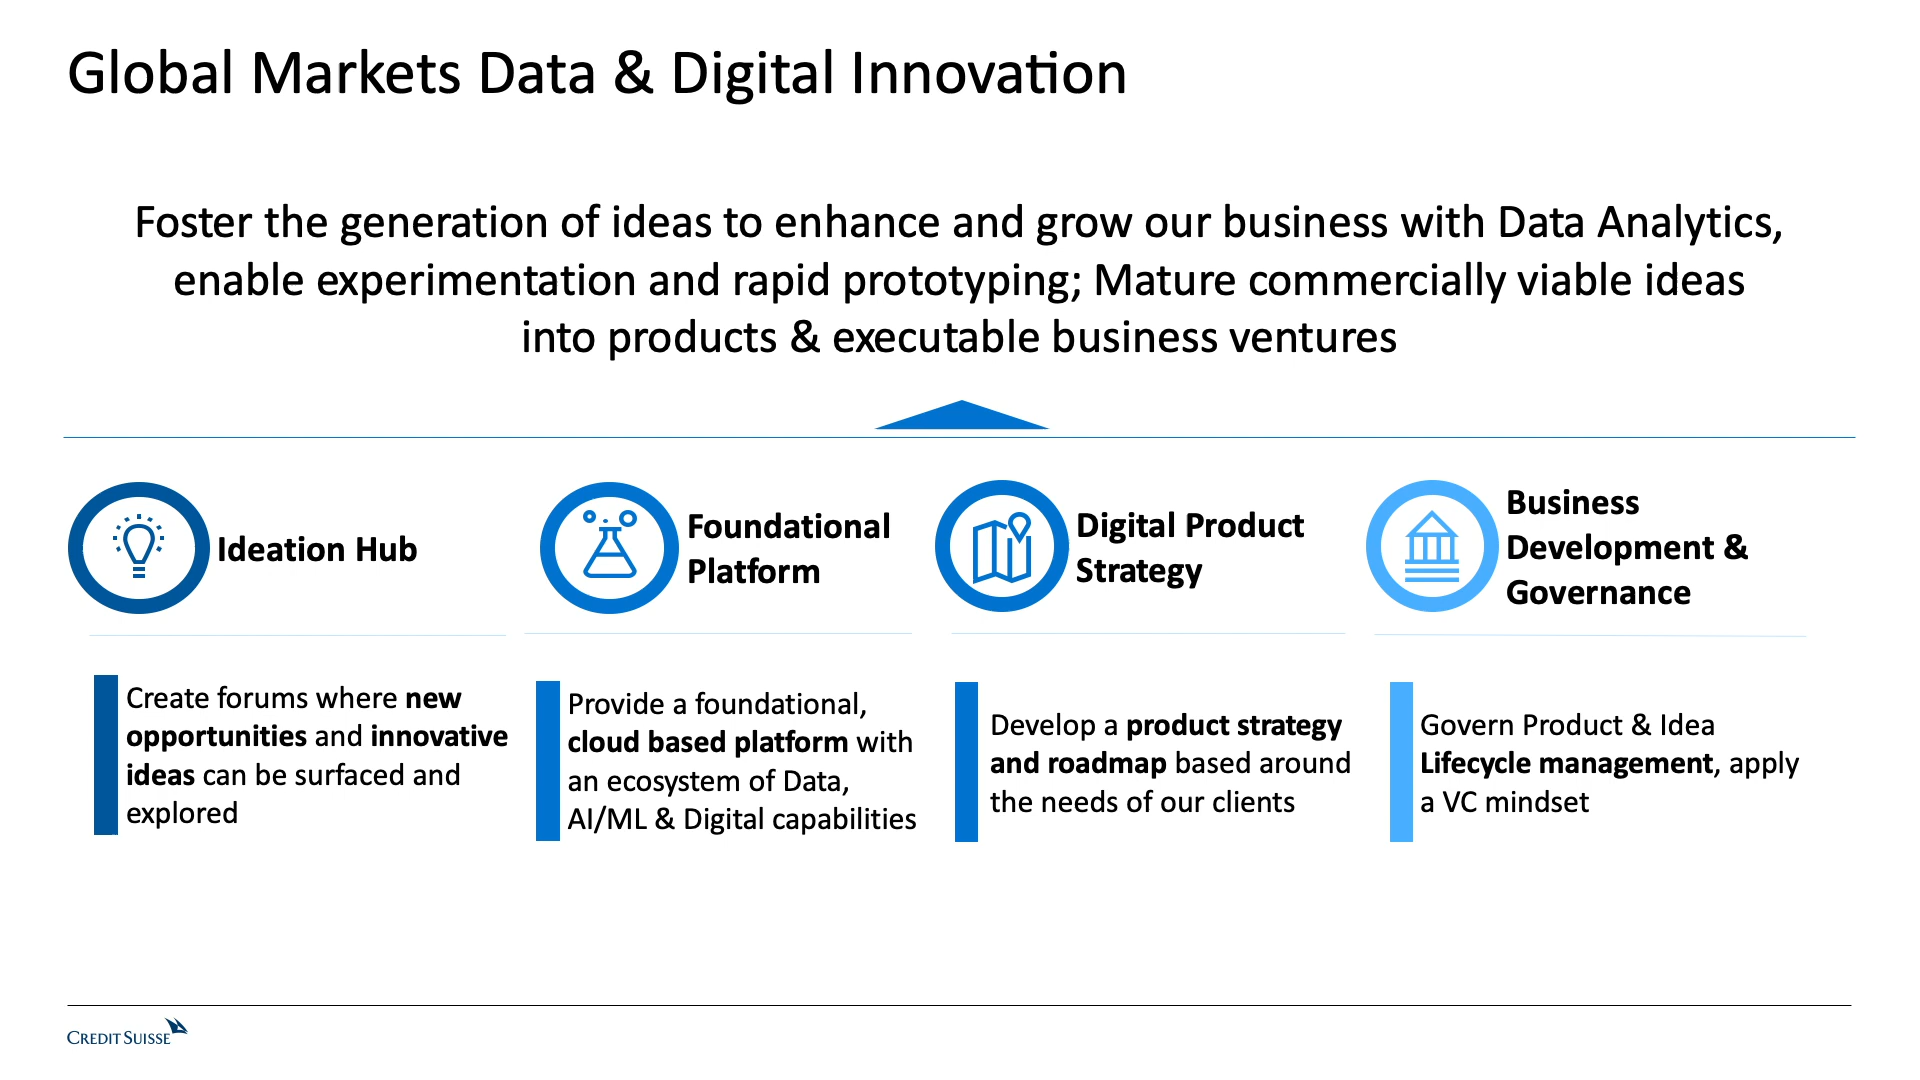 Global Markets Data & Digital Innovation
Foster the generation of ideas to enhance and grow our business with Data Analytics,
enable experimentation and rapid prototyping; Mature commercially viable ideas
into products & executable business ventures
Ideation Hub
Foundational
Platform
Digital Product
Strategy
Business
Development &
Governance
Create forums where new
opportunities and innovative
ideas can be surfaced and
explored
Provide a foundational,
cloud based platform with
an ecosystem of Data,
AI/ML & Digital capabilities
Develop a product strategy
and roadmap based around
the needs of our clients
Govern Product & Idea
Lifecycle management, apply
a VC mindset
CREDIT SUISSE